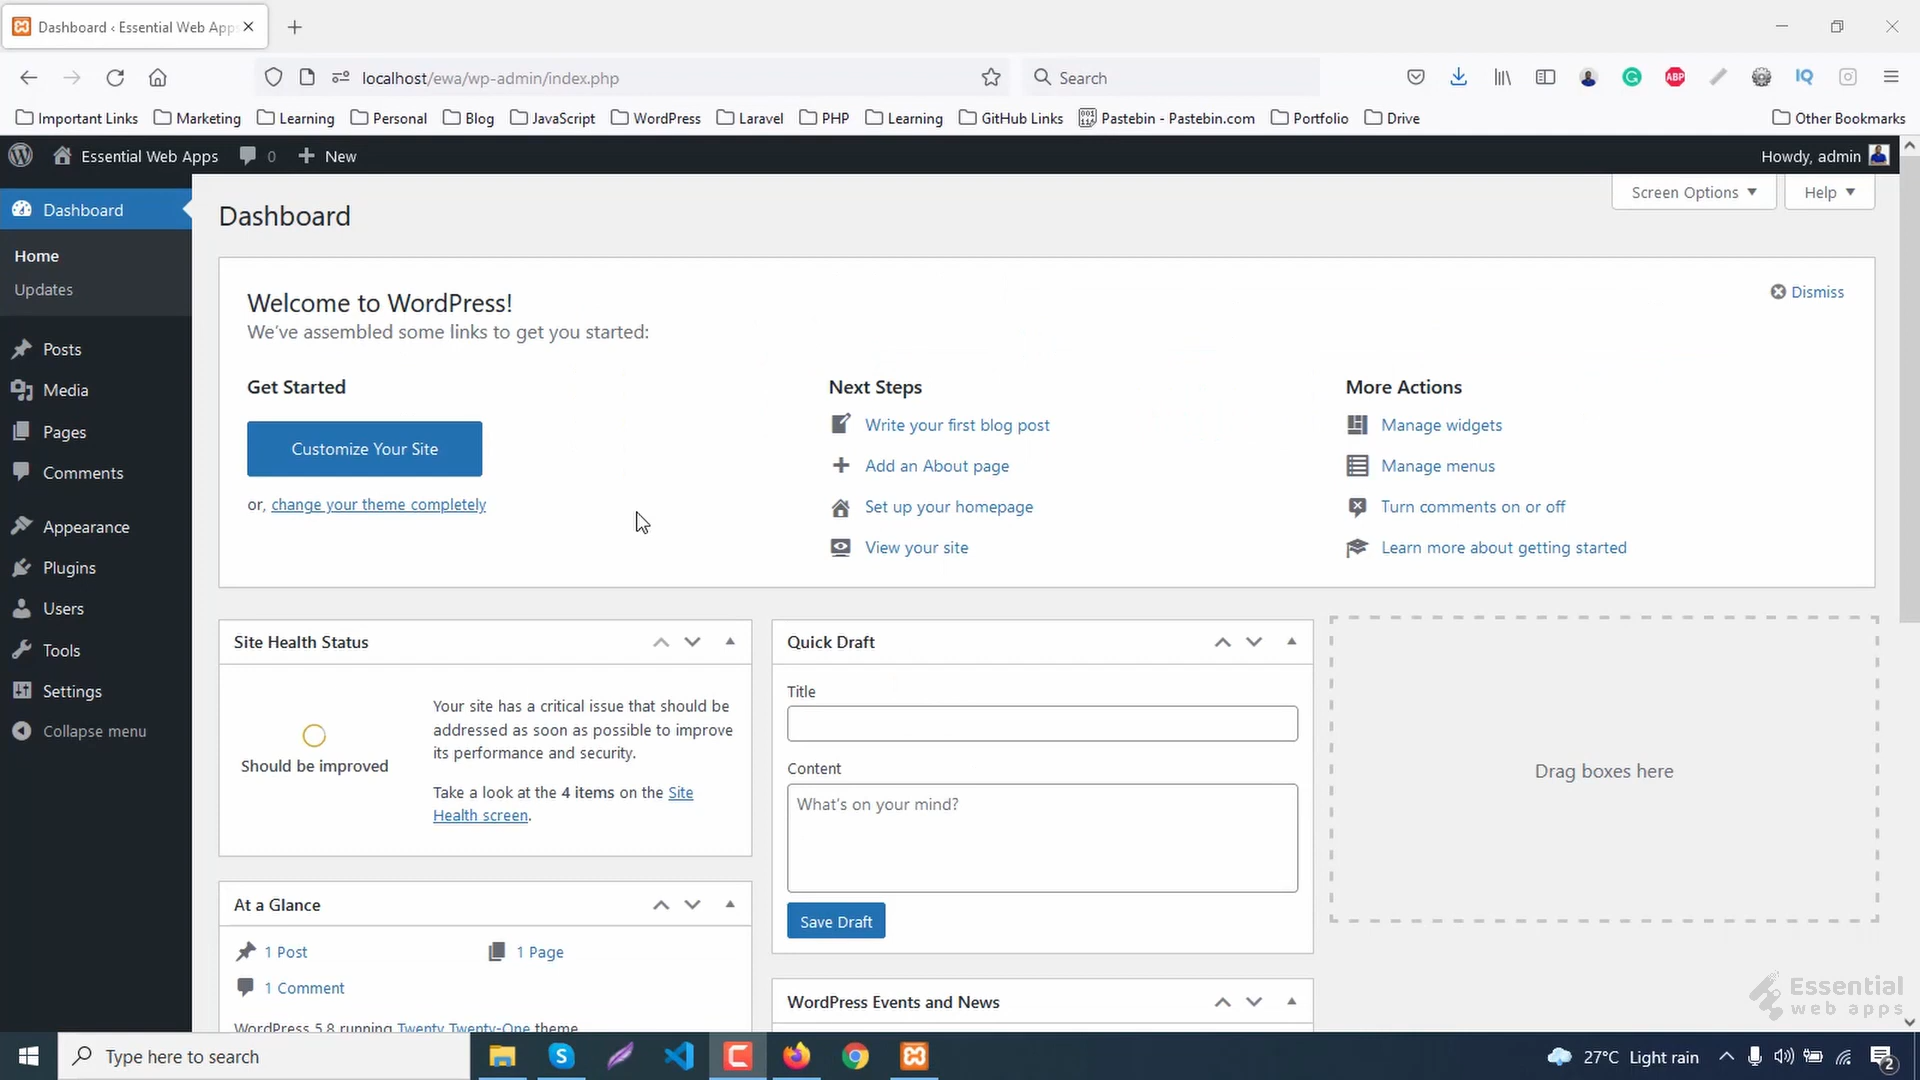 Dashboard ‹ Essential Web Apps
localhost/ewa/wp-admin/index.php
Search
Important Links
Marketing
Learning
Personal
Blog
JavaScript
WordPress
Laravel
PHP
Learning
GitHub Links
Pastebin - Pastebin.com
Portfolio
Drive
Other Bookmarks
Essential Web Apps
0
New
Howdy, admin
Screen Options
Help
Dashboard
Home
Updates
Posts
Media
Pages
Comments
Appearance
Plugins
Users
Tools
Settings
Collapse menu
Dashboard
Welcome to WordPress!
We've assembled some links to get you started:
Dismiss
Get Started
Customize Your Site
or, change your theme completely
Next Steps
Write your first blog post
Add an About page
Set up your homepage
View your site
More Actions
Manage widgets
Manage menus
Turn comments on or off
Learn more about getting started
Site Health Status
Should be improved
Your site has a critical issue that should be
addressed as soon as possible to improve
its performance and security.
Take a look at the 4 items on the Site
Health screen.
At a Glance
1 Post
1 Page
1 Comment
WordPress 5.8 running Twenty Twenty-One theme
Quick Draft
Title
Content
What's on your mind?
Save Draft
WordPress Events and News
Drag boxes here
Essential
web apps
Type here to search
27°C Light rain
2
ABP
IQ